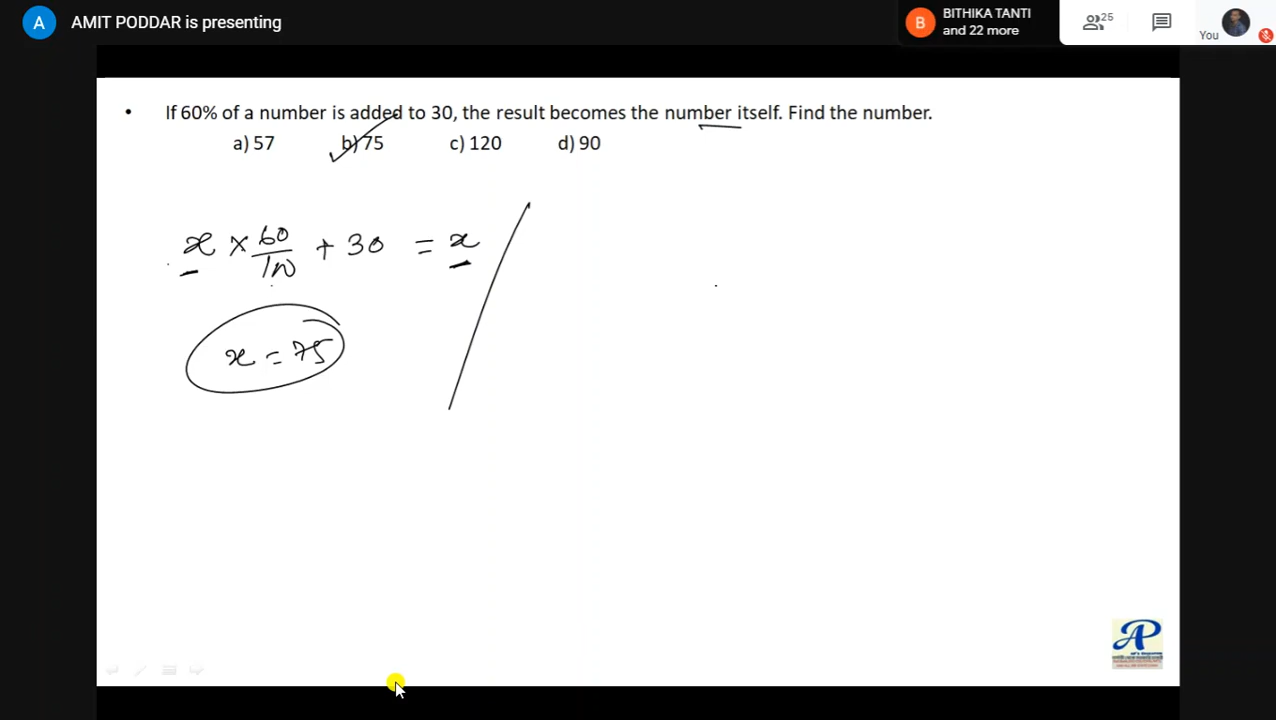 A AMIT PODDAR is presenting
B BITHIKA TANTI
and 22 more
25
You
• If 60% of a number is added to 30, the result becomes the number itself. Find the number.
a) 57 b) 75 c) 120 d) 90
x × 60/100 + 30 = x
x = 75
AP